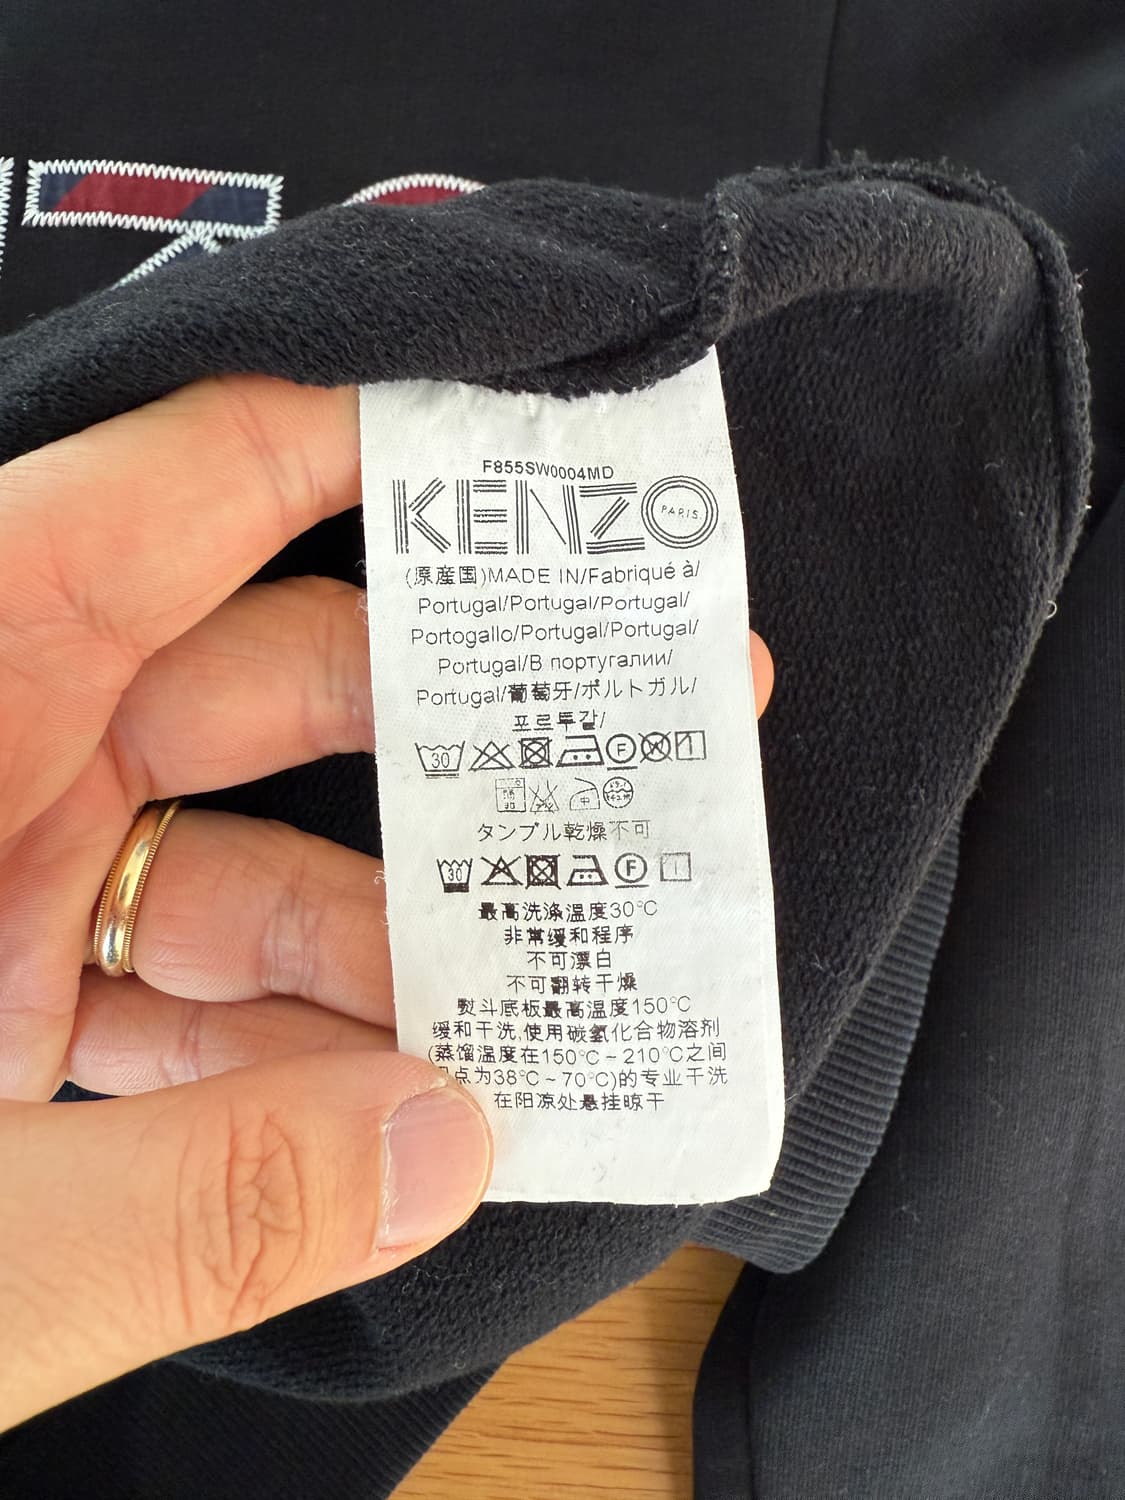 F855SW0004MD
KENZO
PARIS
(原産国)MADE IN/Fabriqué à/
Portugal/Portugal/Portugal/
Portogallo/Portugal/Portugal/
Portugal/В португалии/
Portugal/葡萄牙/ポルトガル/
포르투갈/
30 F 1
中
タンブル乾燥不可
30 F
最高洗涤温度30°C
非常缓和程序
不可漂白
不可翻转干燥
熨斗底板最高温度150°C
缓和干洗,使用碳氢化合物溶剂
(蒸馏温度在150°C~210°C之间
点为38°C~70°C)的专业干洗
在阳凉处悬挂晾干